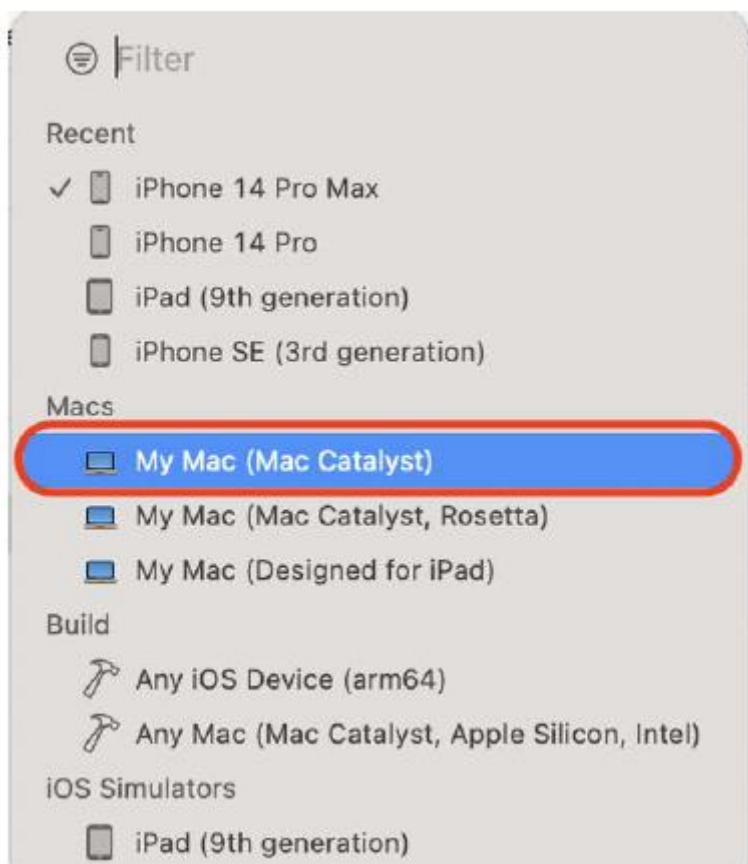 Filter
Recent
iPhone 14 Pro Max
iPhone 14 Pro
iPad (9th generation)
iPhone SE (3rd generation)
Macs
My Mac (Mac Catalyst)
My Mac (Mac Catalyst, Rosetta)
My Mac (Designed for iPad)
Build
Any iOS Device (arm64)
Any Mac (Mac Catalyst, Apple Silicon, Intel)
iOS Simulators
iPad (9th generation)